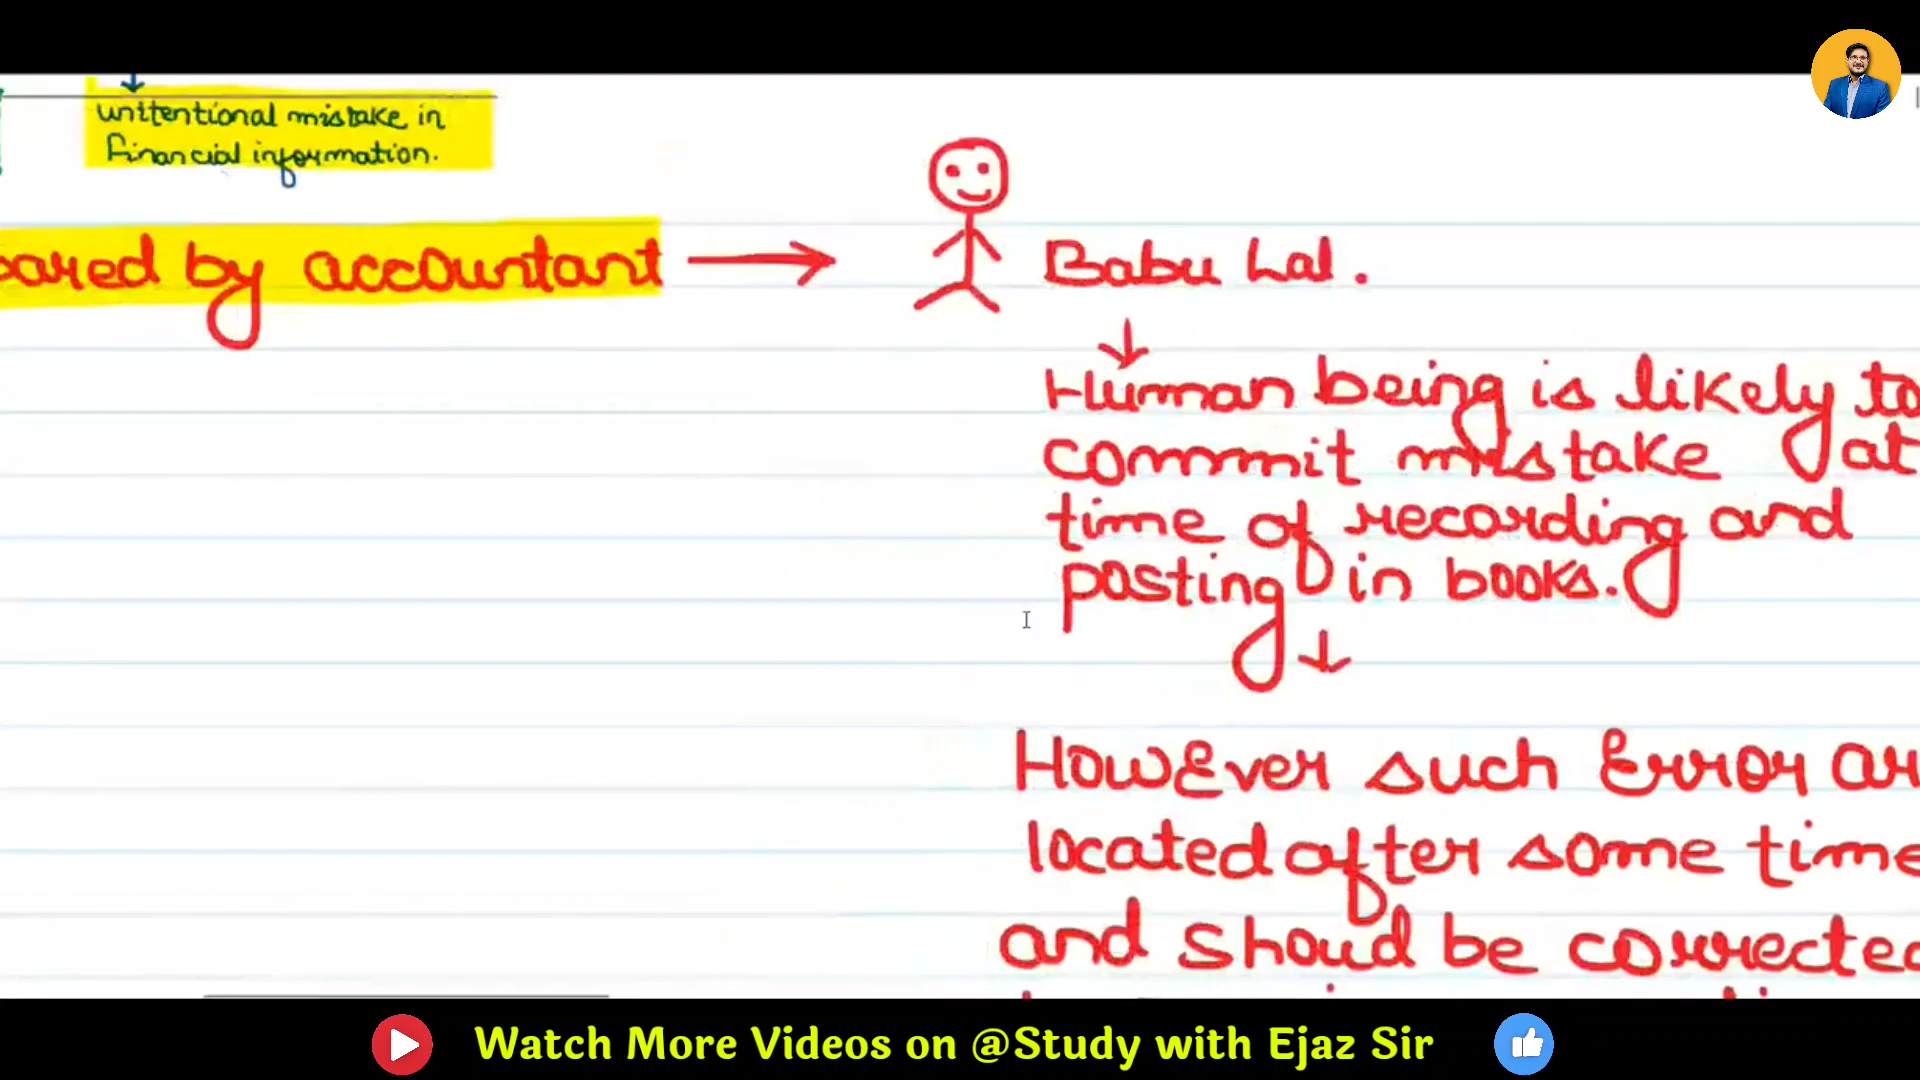 unitentional mistake in
financial information.
pared by accountant → Babu Lal.
Human being is likely to
commit mistake at
time of recording and
posting in books.
However such Error ar
located after some time
and shoud be corrected
Watch More Videos on @Study with Ejaz Sir